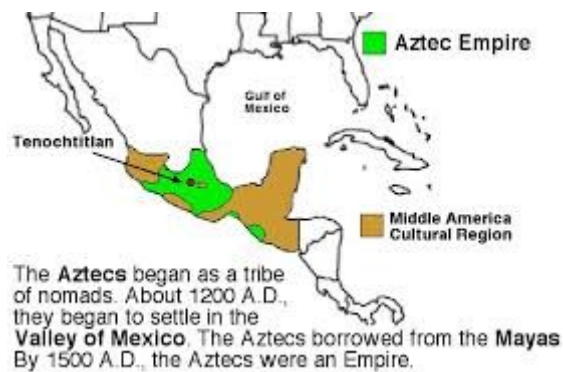 Aztec Empire
Gulf of
Mexico
Tenochtitlan
Middle America
Cultural Region
The Aztecs began as a tribe
of nomads. About 1200 A.D.,
they began to settle in the
Valley of Mexico. The Aztecs borrowed from the Mayas
By 1500 A.D., the Aztecs were an Empire.